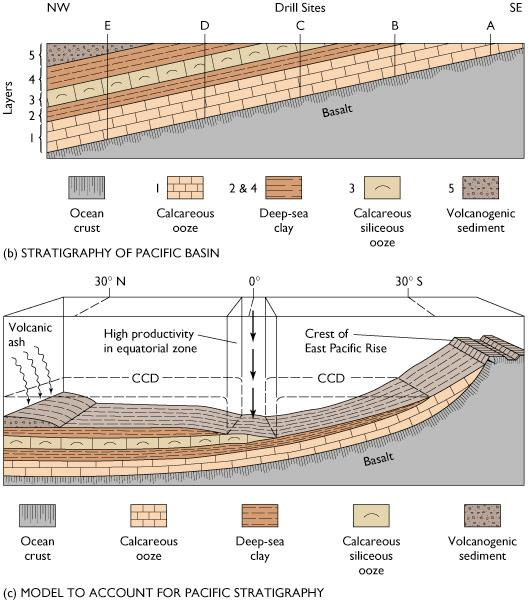 NW Drill Sites SE
E D C B A
Layers
5
4
3
2
1
Basalt
1 2 & 4 3 5
Ocean crust
Calcareous ooze
Deep-sea clay
Calcareous siliceous ooze
Volcanogenic sediment
(b) STRATIGRAPHY OF PACIFIC BASIN
30° N 0° 30° S
Volcanic ash
High productivity in equatorial zone
Crest of East Pacific Rise
CCD CCD
Basalt
Ocean crust
Calcareous ooze
Deep-sea clay
Calcareous siliceous ooze
Volcanogenic sediment
(c) MODEL TO ACCOUNT FOR PACIFIC STRATIGRAPHY